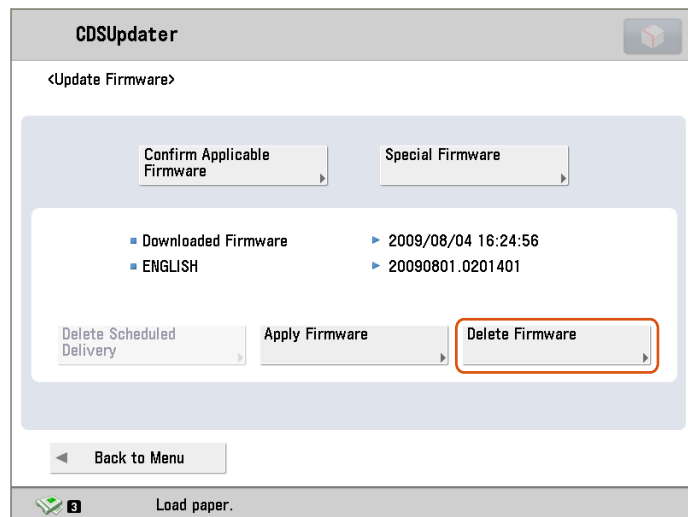 CDSUpdater
<Update Firmware>
Confirm Applicable
Firmware
Special Firmware
Downloaded Firmware 2009/08/04 16:24:56
ENGLISH 20090801.0201401
Delete Scheduled
Delivery
Apply Firmware
Delete Firmware
Back to Menu
3 Load paper.